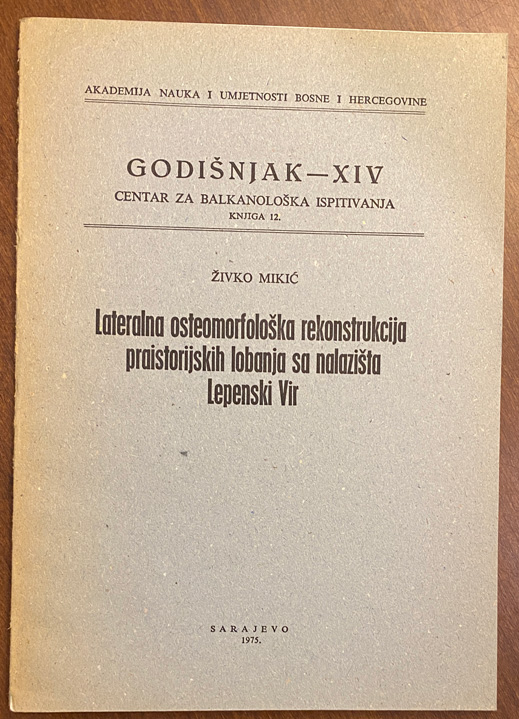 AKADEMIJA NAUKA I UMJETNOSTI BOSNE I HERCEGOVINE
GODIŠNJAK—XIV
CENTAR ZA BALKANOLOŠKA ISPITIVANJA
KNJIGA 12.
ŽIVKO MIKIĆ
Lateralna osteomorfološka rekonstrukcija
praistorijskih lobanja sa nalazišta
Lepenski Vir
SARAJEVO
1975.